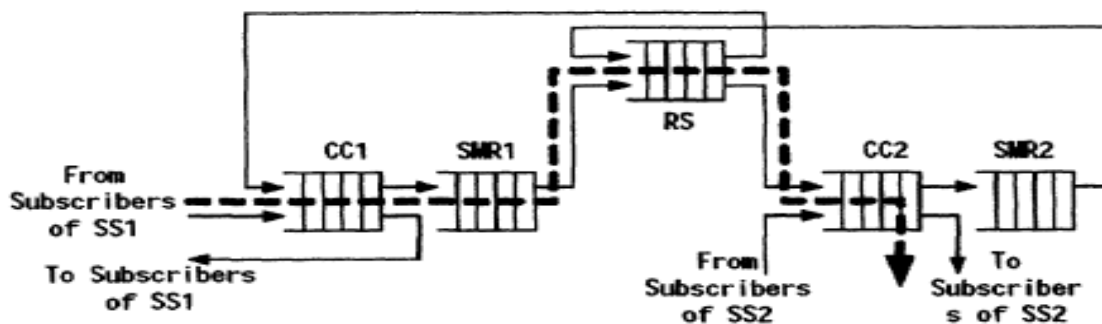 RS
CC1
SMR1
CC2
SMR2
From
Subscribers
of SS1
To Subscribers
of SS1
From
Subscribers
of SS2
To
Subscriber
s of SS2